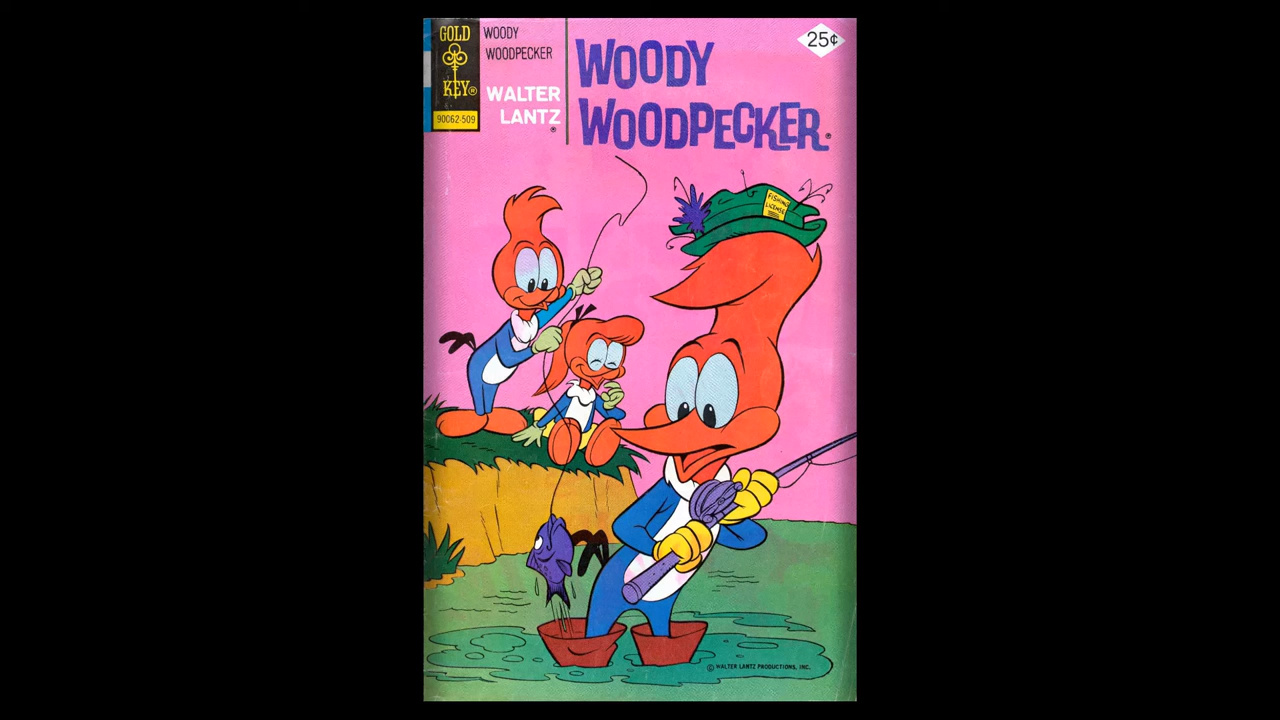 GOLD
KEY®
90062-509
WOODY
WOODPECKER
WALTER
LANTZ
®
25¢
WOODY
WOODPECKER®
FISHING
LICENSE
© WALTER LANTZ PRODUCTIONS, INC.